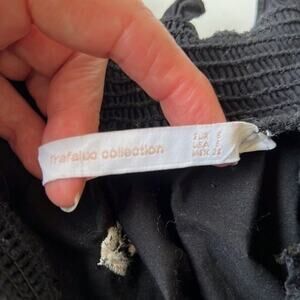 trafaluc collection
EUR S
USA S
MEX 26